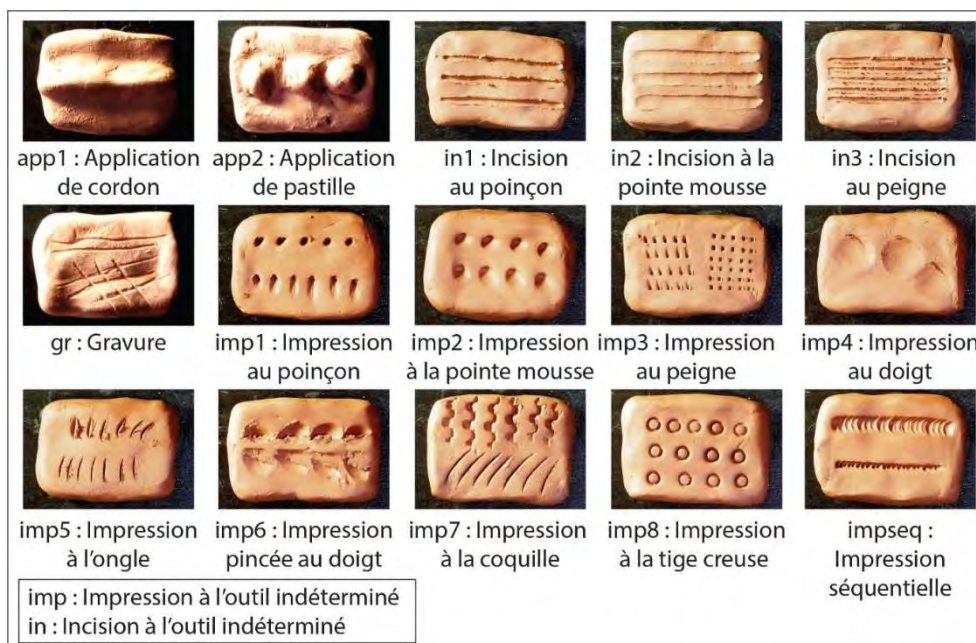 app1 : Application
de cordon
app2 : Application
de pastille
in1 : Incision
au poinçon
in2 : Incision à la
pointe mousse
in3 : Incision
au peigne
gr : Gravure
imp1 : Impression
au poinçon
imp2 : Impression
à la pointe mousse
imp3 : Impression
au peigne
imp4 : Impression
au doigt
imp5 : Impression
à l'ongle
imp6 : Impression
pincée au doigt
imp7 : Impression
à la coquille
imp8 : Impression
à la tige creuse
impseq :
Impression
séquentielle
imp : Impression à l'outil indéterminé
in : Incision à l'outil indéterminé